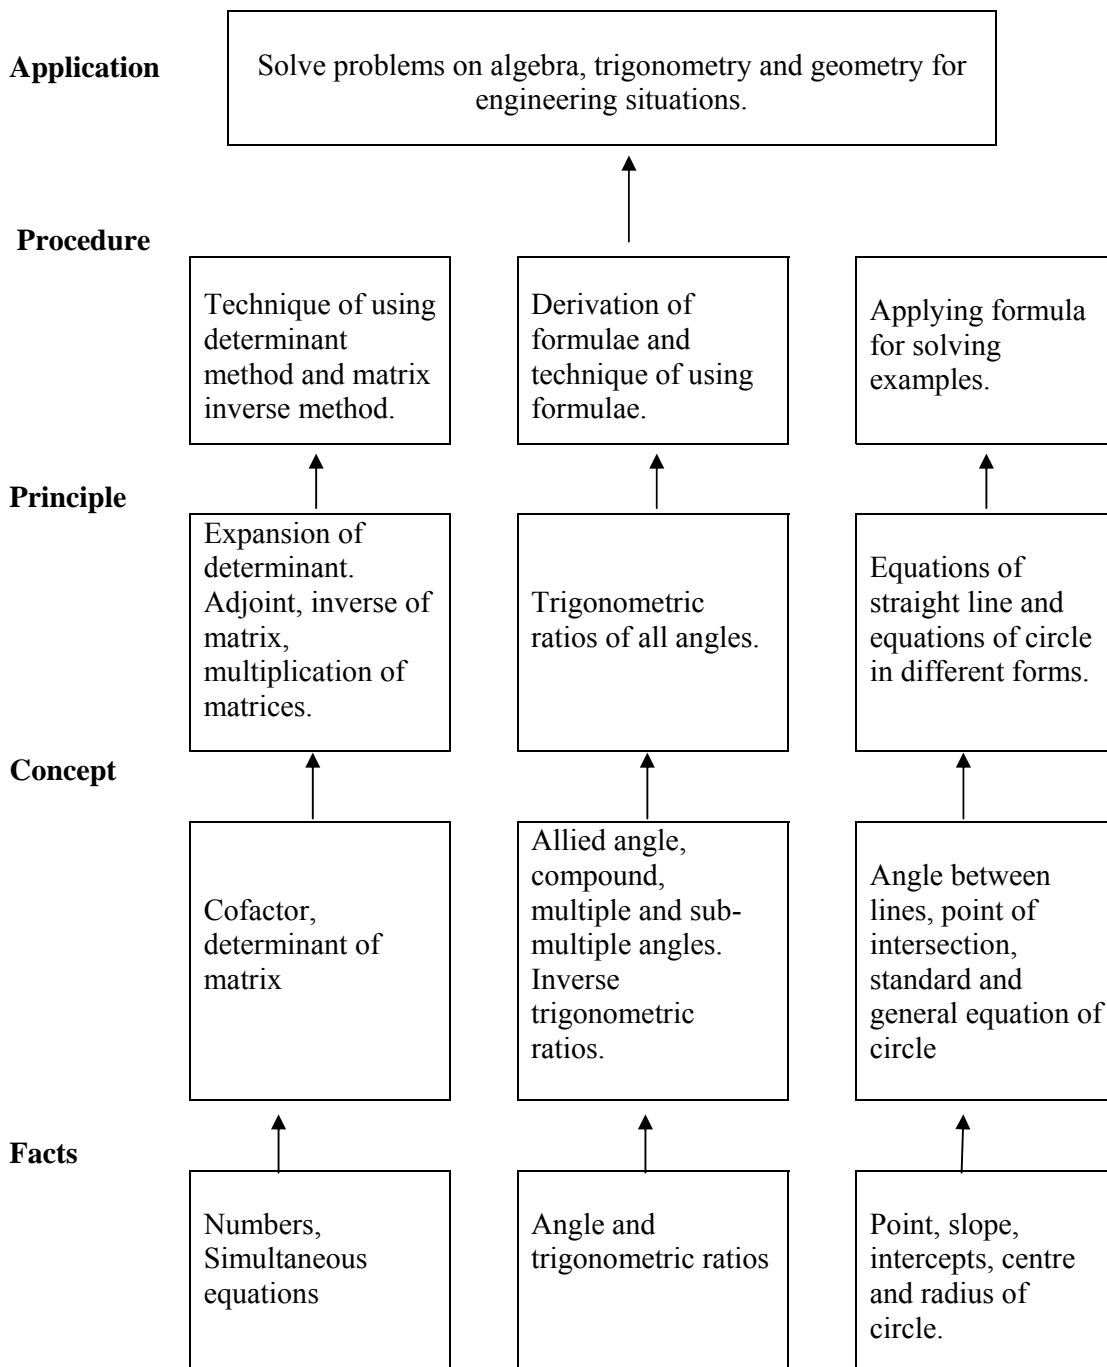 Application
Solve problems on algebra, trigonometry and geometry for
engineering situations.
Procedure
Technique of using
determinant
method and matrix
inverse method.
Derivation of
formulae and
technique of using
formulae.
Applying formula
for solving
examples.
Principle
Expansion of
determinant.
Adjoint, inverse of
matrix,
multiplication of
matrices.
Trigonometric
ratios of all angles.
Equations of
straight line and
equations of circle
in different forms.
Concept
Cofactor,
determinant of
matrix
Allied angle,
compound,
multiple and sub-
multiple angles.
Inverse
trigonometric
ratios.
Angle between
lines, point of
intersection,
standard and
general equation of
circle
Facts
Numbers,
Simultaneous
equations
Angle and
trigonometric ratios
Point, slope,
intercepts, centre
and radius of
circle.